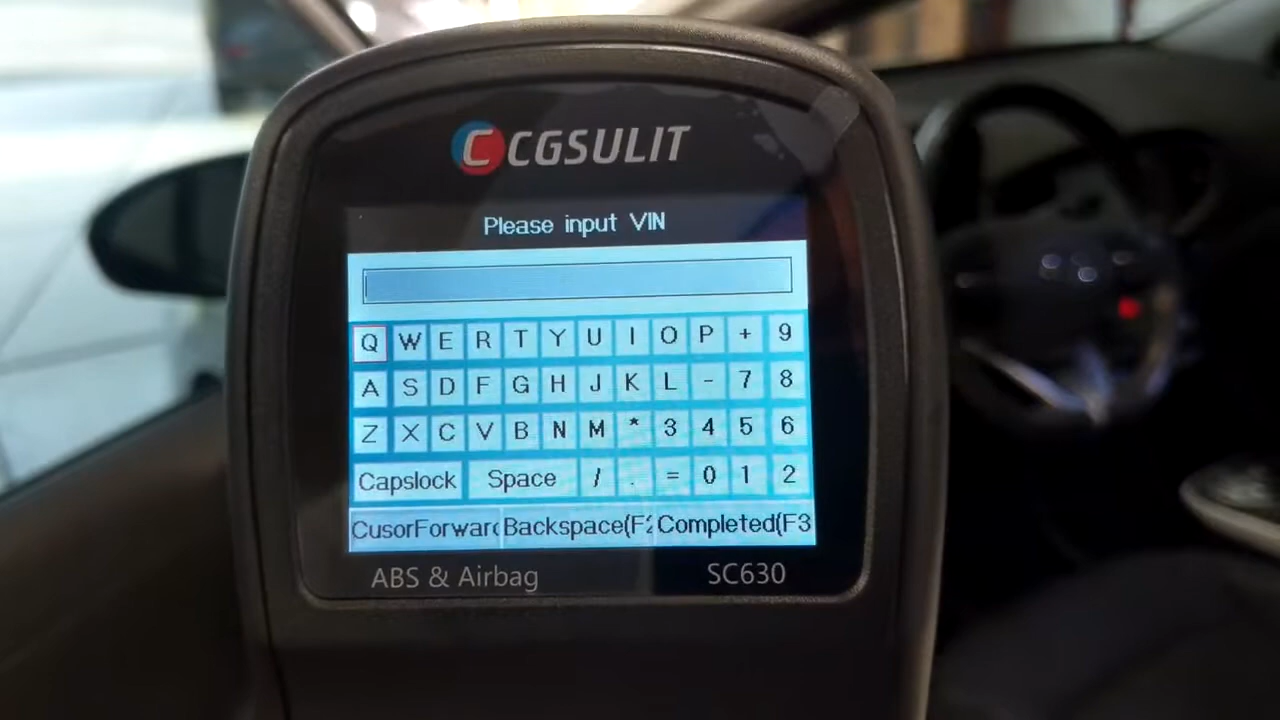 CGSULIT
Please input VIN
Q W E R T Y U I O P + 9
A S D F G H J K L - 7 8
Z X C V B N M * 3 4 5 6
Capslock Space / . = 0 1 2
CusorForward Backspace(F2 Completed(F3
ABS & Airbag SC630